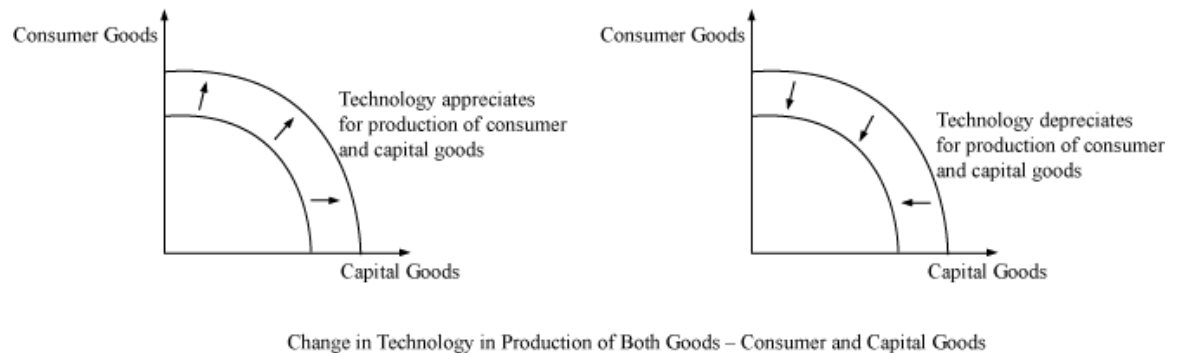 Consumer Goods
Technology appreciates
for production of consumer
and capital goods
Capital Goods
Consumer Goods
Technology depreciates
for production of consumer
and capital goods
Capital Goods
Change in Technology in Production of Both Goods – Consumer and Capital Goods